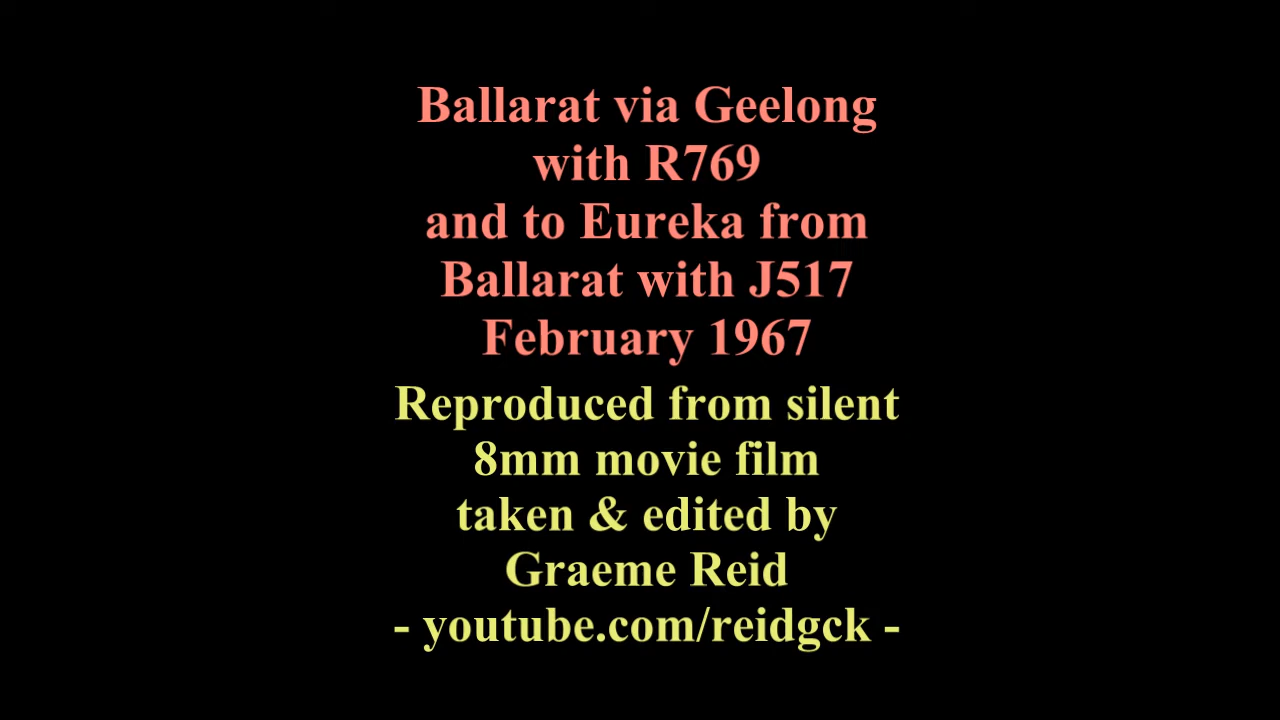 Ballarat via Geelong
with R769
and to Eureka from
Ballarat with J517
February 1967
Reproduced from silent
8mm movie film
taken & edited by
Graeme Reid
- youtube.com/reidgck -